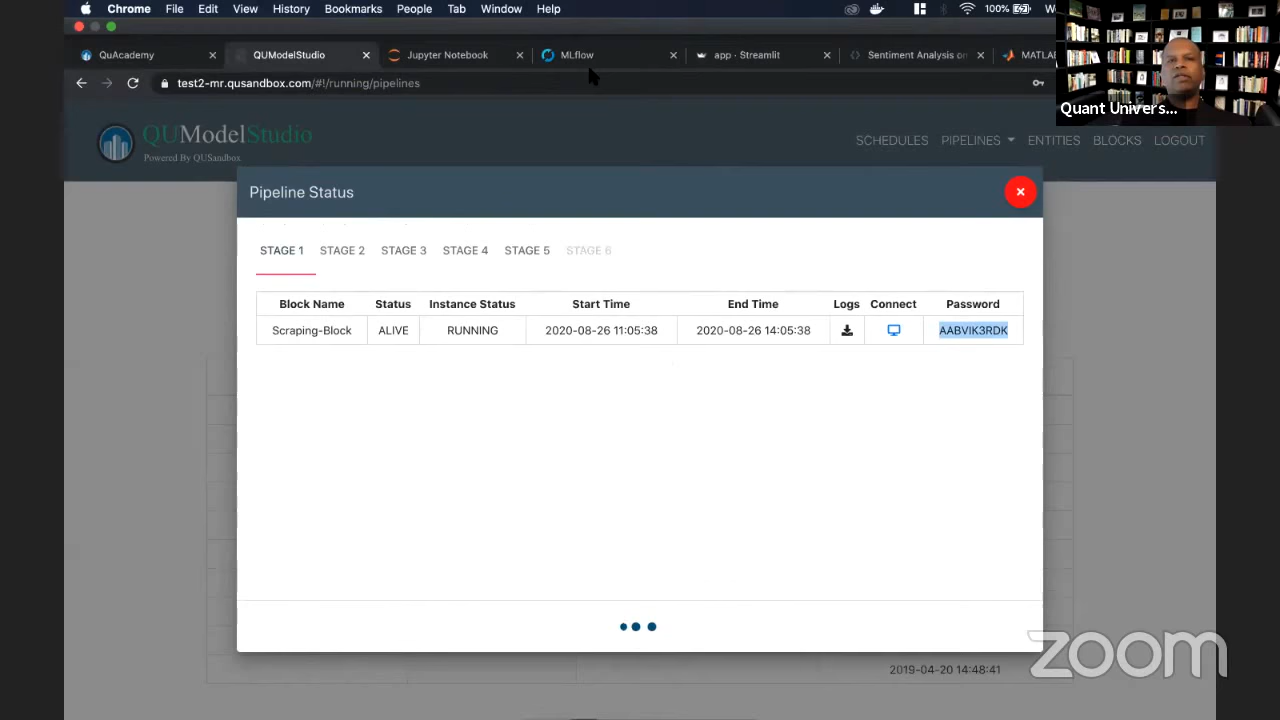 Chrome File Edit View History Bookmarks People Tab Window Help 100%
QuAcademy QUModelStudio Jupyter Notebook MLflow app · Streamlit Sentiment Analysis on MATLA
test2-mr.qusandbox.com/#!/running/pipelines
Quant Univers...
QUModelStudio
Powered By QUSandbox
SCHEDULES PIPELINES ENTITIES BLOCKS LOGOUT
Pipeline Status
STAGE 1 STAGE 2 STAGE 3 STAGE 4 STAGE 5 STAGE 6
Block Name Status Instance Status Start Time End Time Logs Connect Password
Scraping-Block ALIVE RUNNING 2020-08-26 11:05:38 2020-08-26 14:05:38 AABVIK3RDK
2019-04-20 14:48:41
zoom